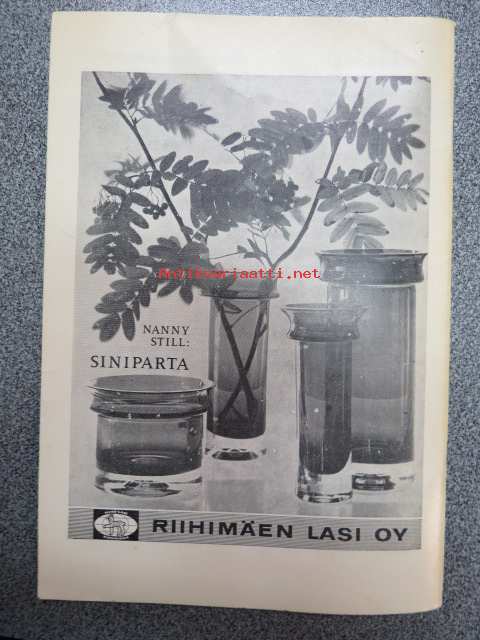 Antikvariaatti.net
NANNY
STILL:
SINIPARTA
RIIHIMÄEN LASI OY